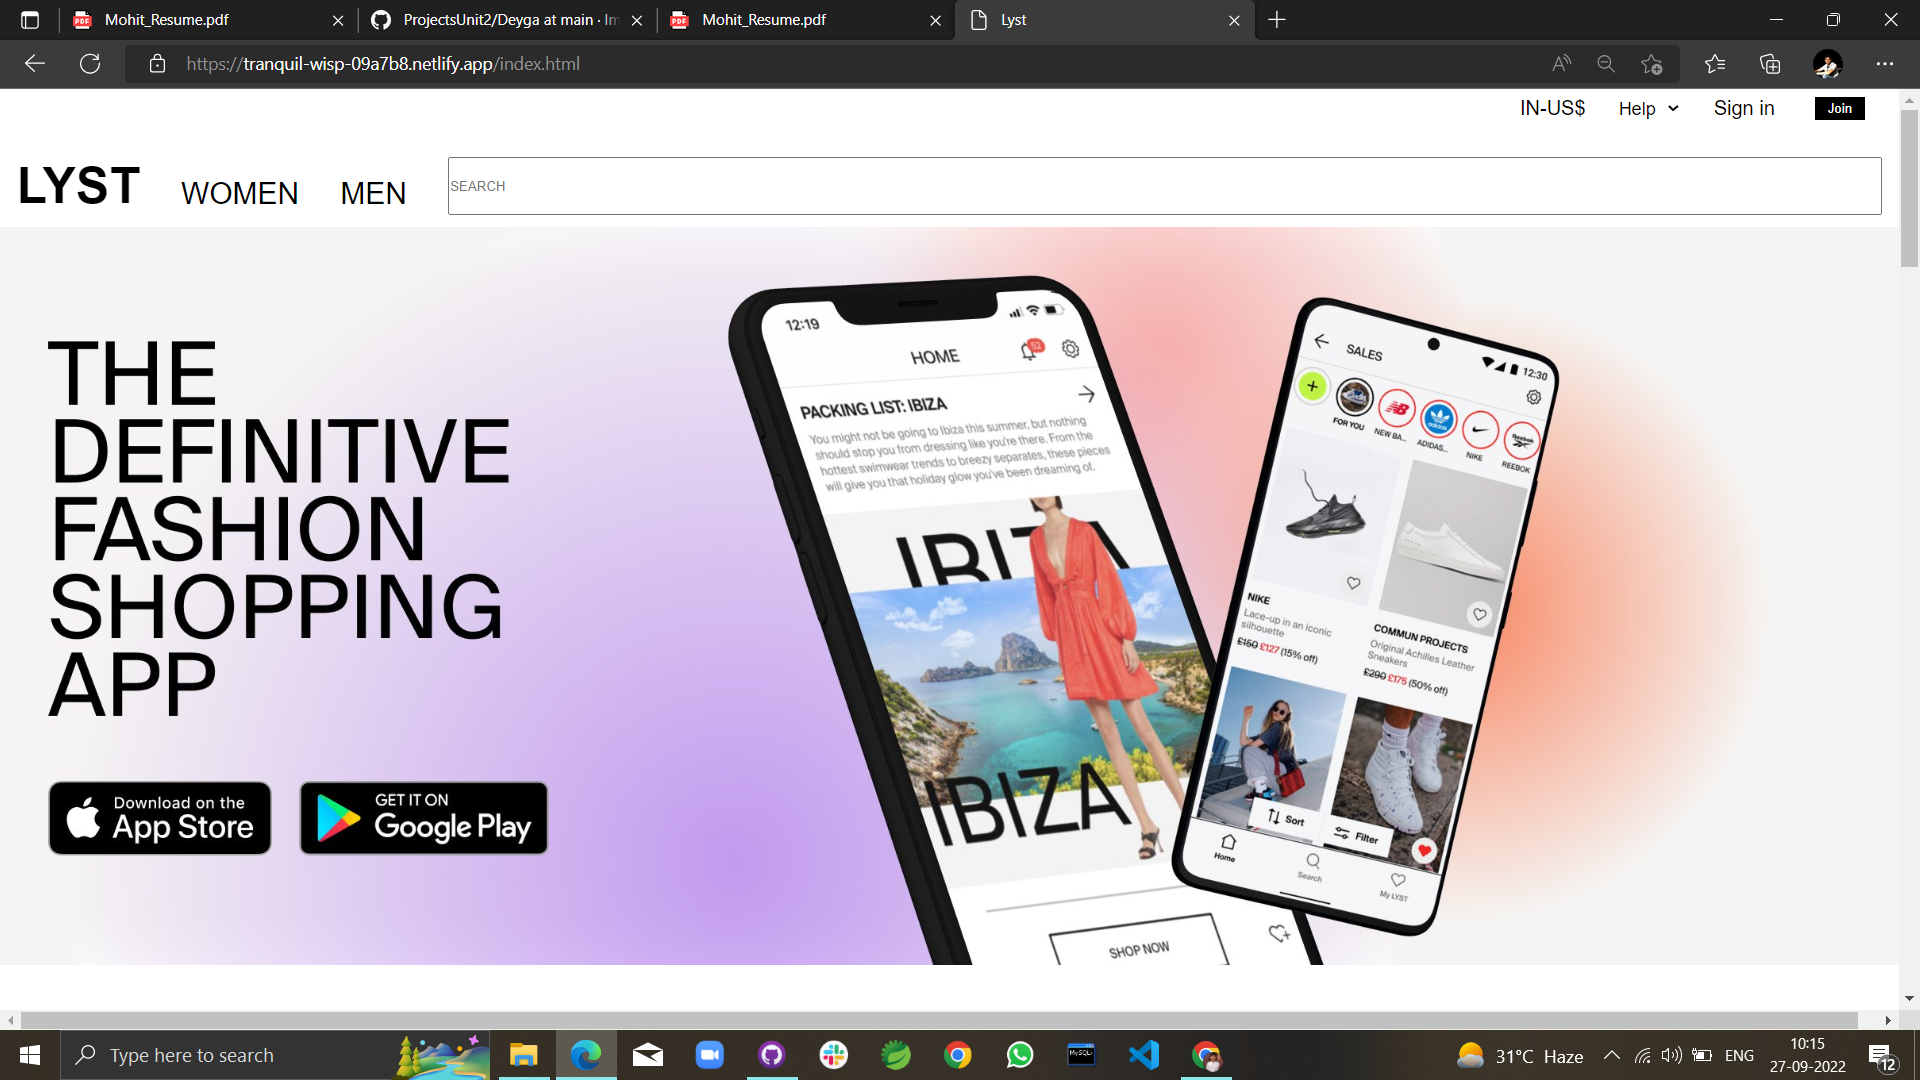 Mohit_Resume.pdf
ProjectsUnit2/Deyga at main · Im
Mohit_Resume.pdf
Lyst
https://tranquil-wisp-09a7b8.netlify.app/index.html
IN-US$
Help
Sign in
Join
LYST
WOMEN
MEN
SEARCH
THE
DEFINITIVE
FASHION
SHOPPING
APP
Download on the
App Store
GET IT ON
Google Play
12:19
HOME
52
PACKING LIST: IBIZA
You might not be going to Ibiza this summer, but nothing
should stop you from dressing like you're there. From the
hottest swimwear trends to breezy separates, these pieces
will give you that holiday glow you've been dreaming of.
IBIZA
IBIZA
SHOP NOW
12:30
SALES
adidas
Reebok
FOR YOU
NEW BA...
ADIDAS...
NIKE
REEBOK
NIKE
Lace-up in an iconic
silhouette
£150 £127 (15% off)
COMMUN PROJECTS
Original Achilles Leather
Sneakers
£290 £175 (50% off)
Sort
Filter
Home
Search
My LYST
Type here to search
MySQL
31°C Haze
ENG
10:15
27-09-2022
12